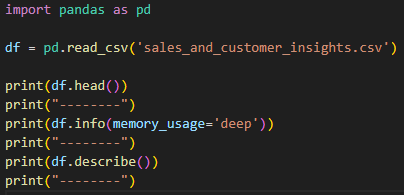 import pandas as pd
df = pd.read_csv('sales_and_customer_insights.csv')
print(df.head())
print("--------")
print(df.info(memory_usage='deep'))
print("--------")
print(df.describe())
print("--------")